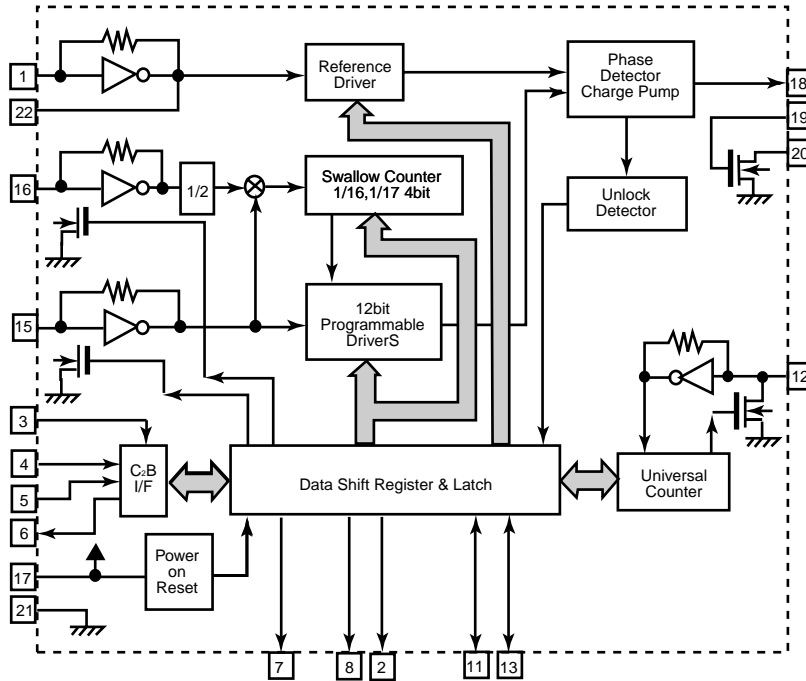 1
22
Reference
Driver
Phase
Detector
Charge Pump
18
19
20
16
1/2
Swallow Counter
1/16,1/17 4bit
Unlock
Detector
15
12bit
Programmable
DriverS
12
3
4
5
6
C₂B
I/F
Data Shift Register & Latch
Universal
Counter
17
Power
on
Reset
21
7
8
2
11
13